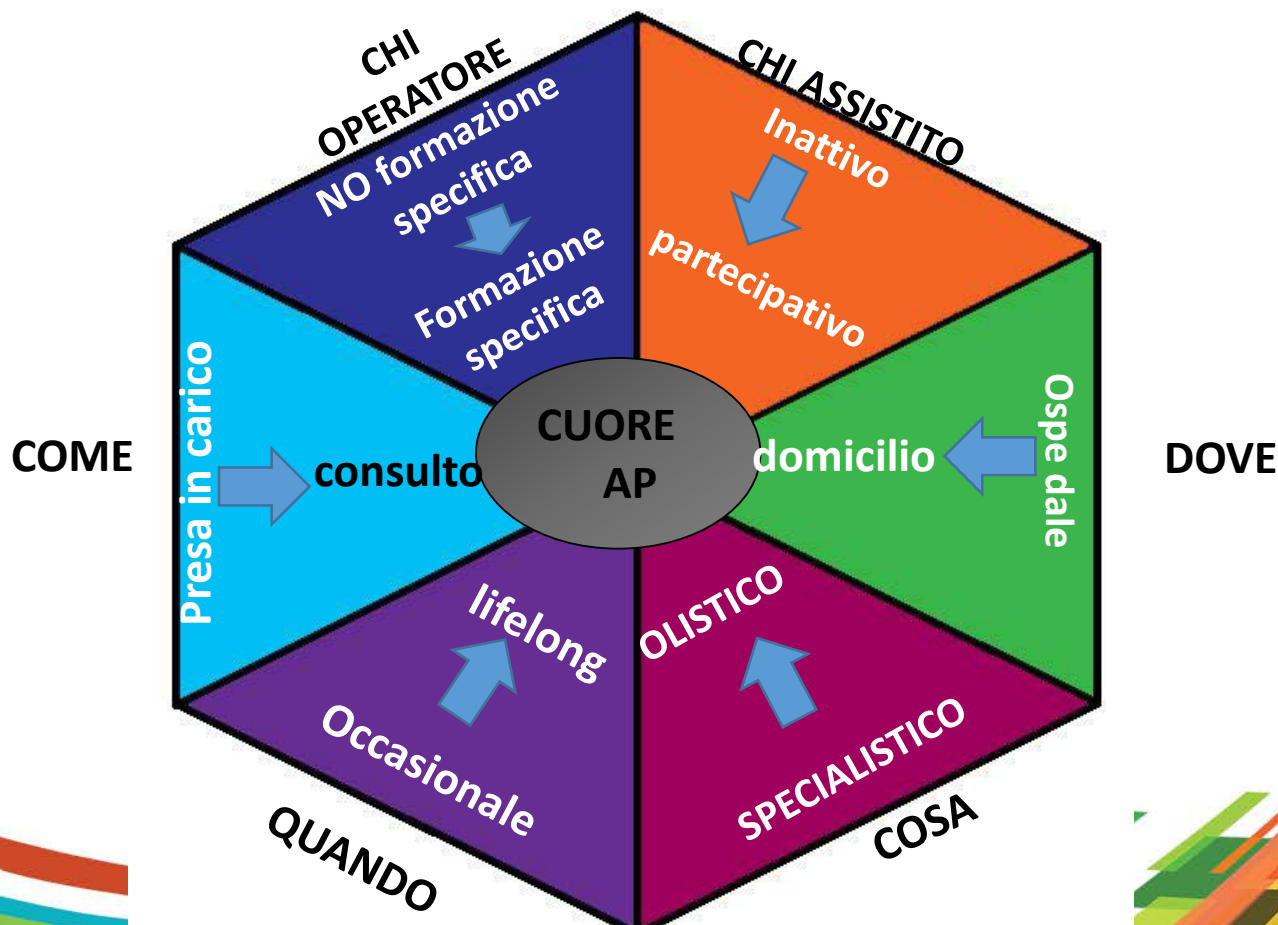 CHI
OPERATORE
NO formazione
specifica
Formazione
specifica
CHI ASSISTITO
Inattivo
partecipativo
COME
Presa in carico
consulto
CUORE
AP
domicilio
Ospe dale
DOVE
lifelong
Occasionale
QUANDO
OLISTICO
SPECIALISTICO
COSA